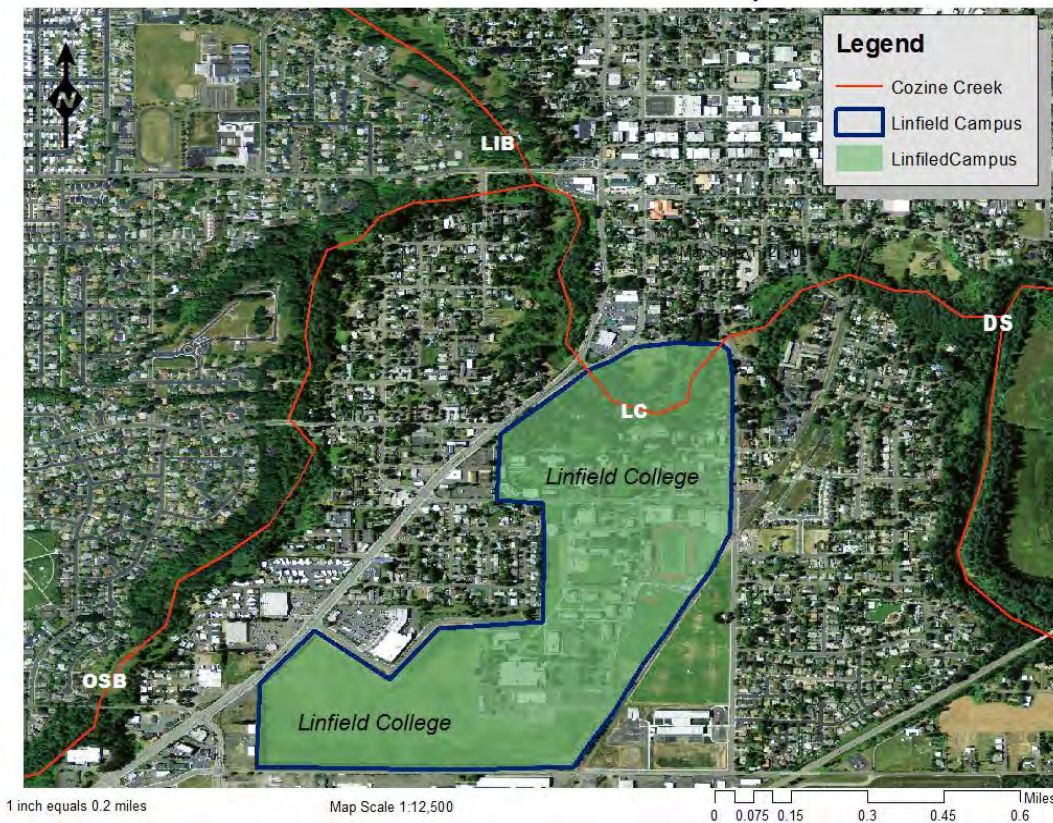 Legend
Cozine Creek
Linfield Campus
LinfiledCampus
N
LIB
DS
LC
Linfield College
OSB
Linfield College
1 inch equals 0.2 miles
Map Scale 1:12,500
Miles
0 0.075 0.15 0.3 0.45 0.6